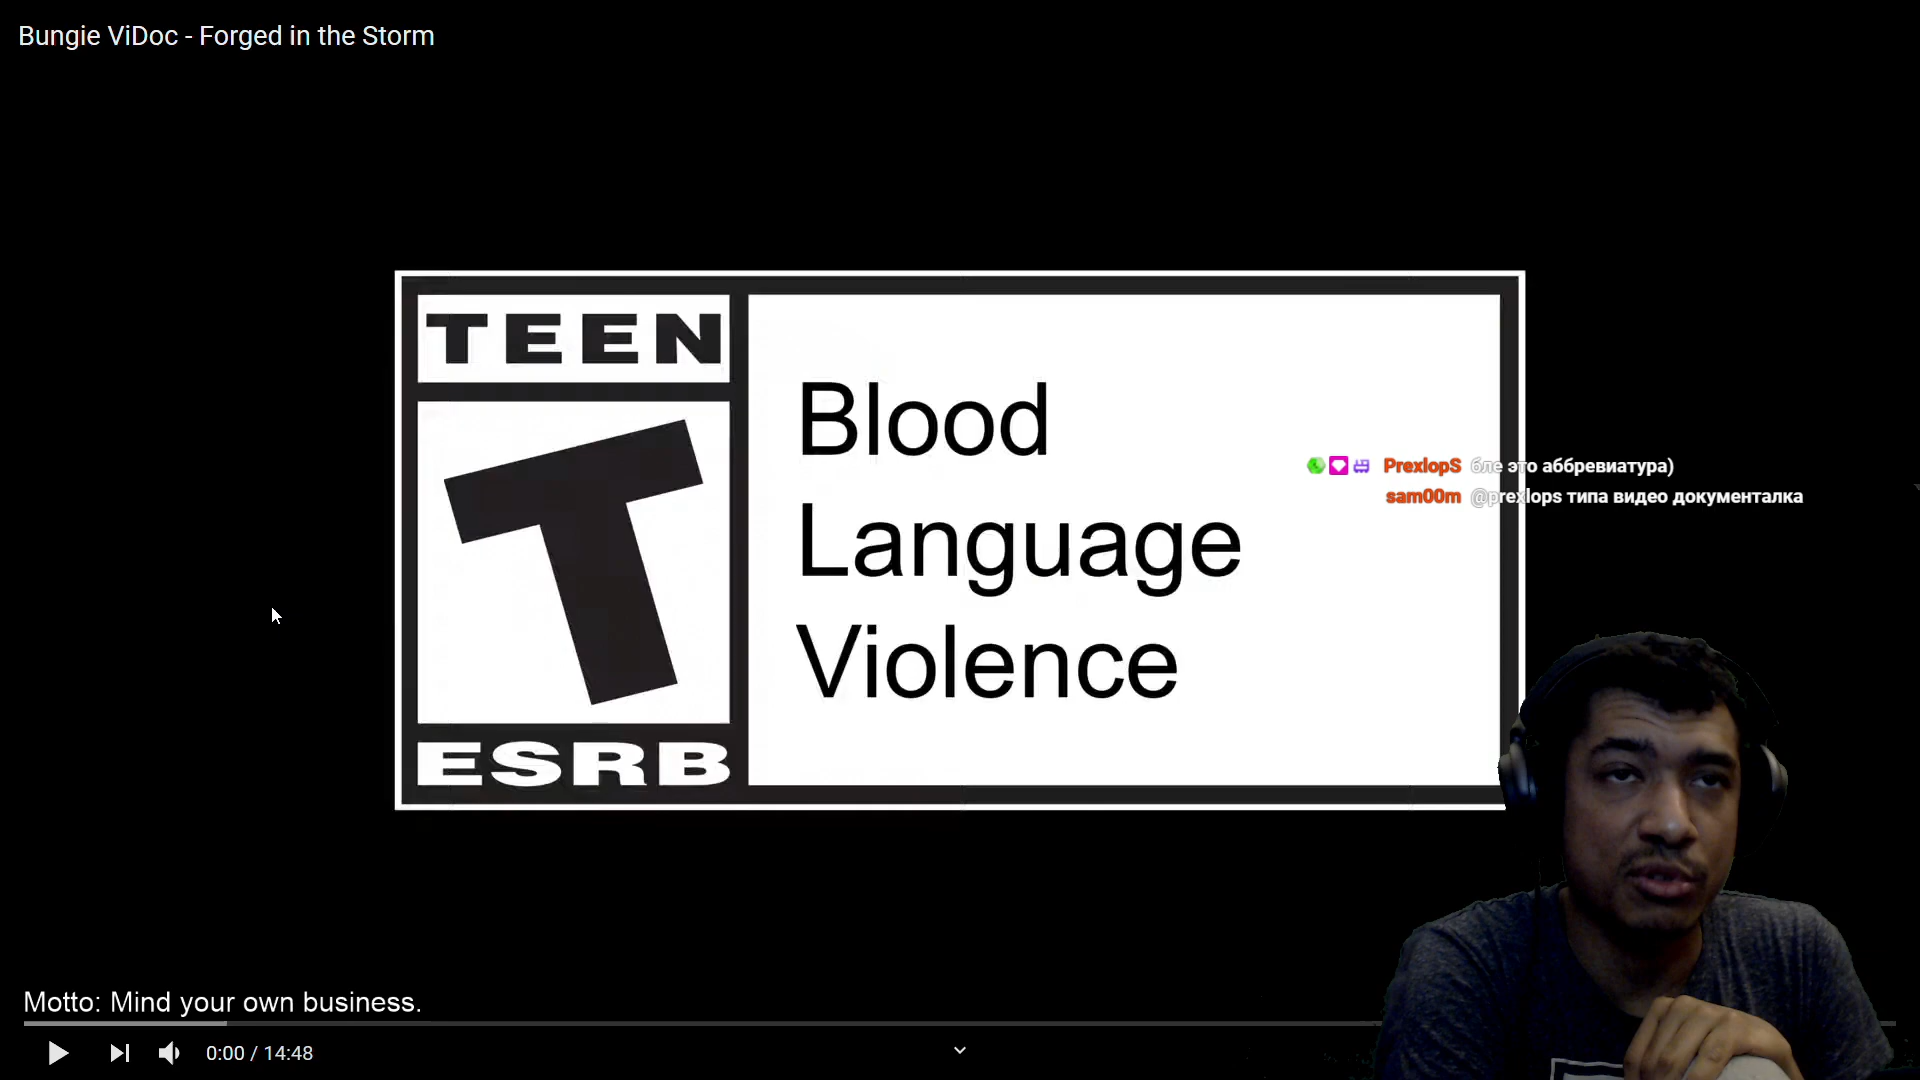 Bungie ViDoc - Forged in the Storm
TEEN
T
ESRB
Blood
Language
Violence
PrexlopS бле это аббревиатура)
sam00m @prexlops типа видео документалка
Motto: Mind your own business.
0:00 / 14:48